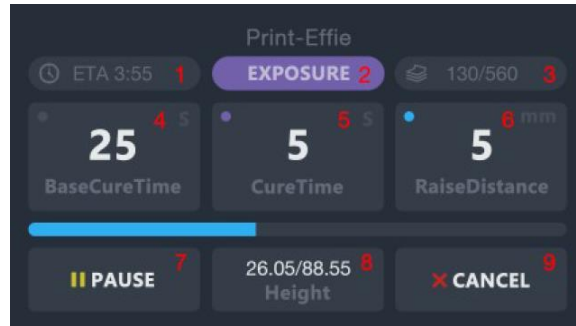 Print-Effie
ETA 3:55 1
EXPOSURE 2
130/560 3
4 S
25
BaseCureTime
5 S
5
CureTime
6 mm
5
RaiseDistance
PAUSE 7
26.05/88.55 8
Height
CANCEL 9